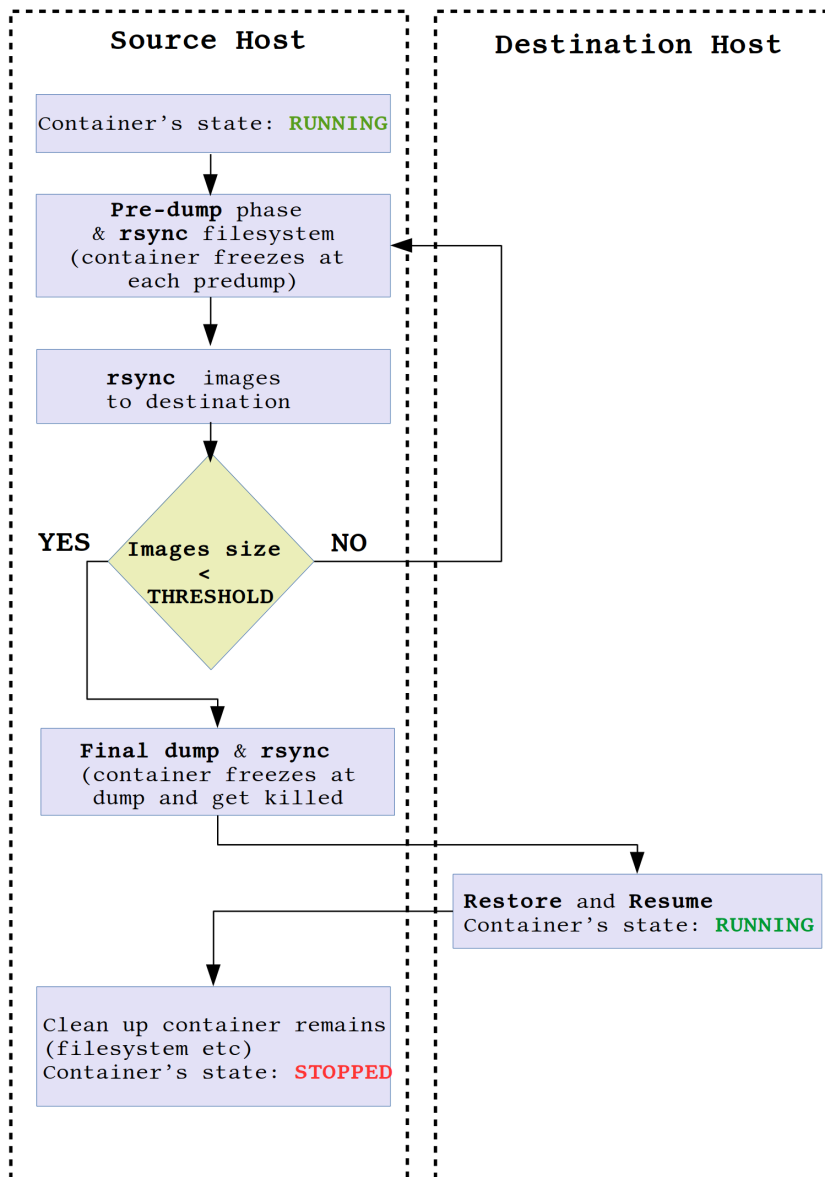 Source Host
Destination Host
Container’s state: RUNNING
Pre-dump phase
& rsync filesystem
(container freezes at
each predump)
rsync images
to destination
YES
NO
Images size
<
THRESHOLD
Final dump & rsync
(container freezes at
dump and get killed
Restore and Resume
Container’s state: RUNNING
Clean up container remains
(filesystem etc)
Container’s state: STOPPED